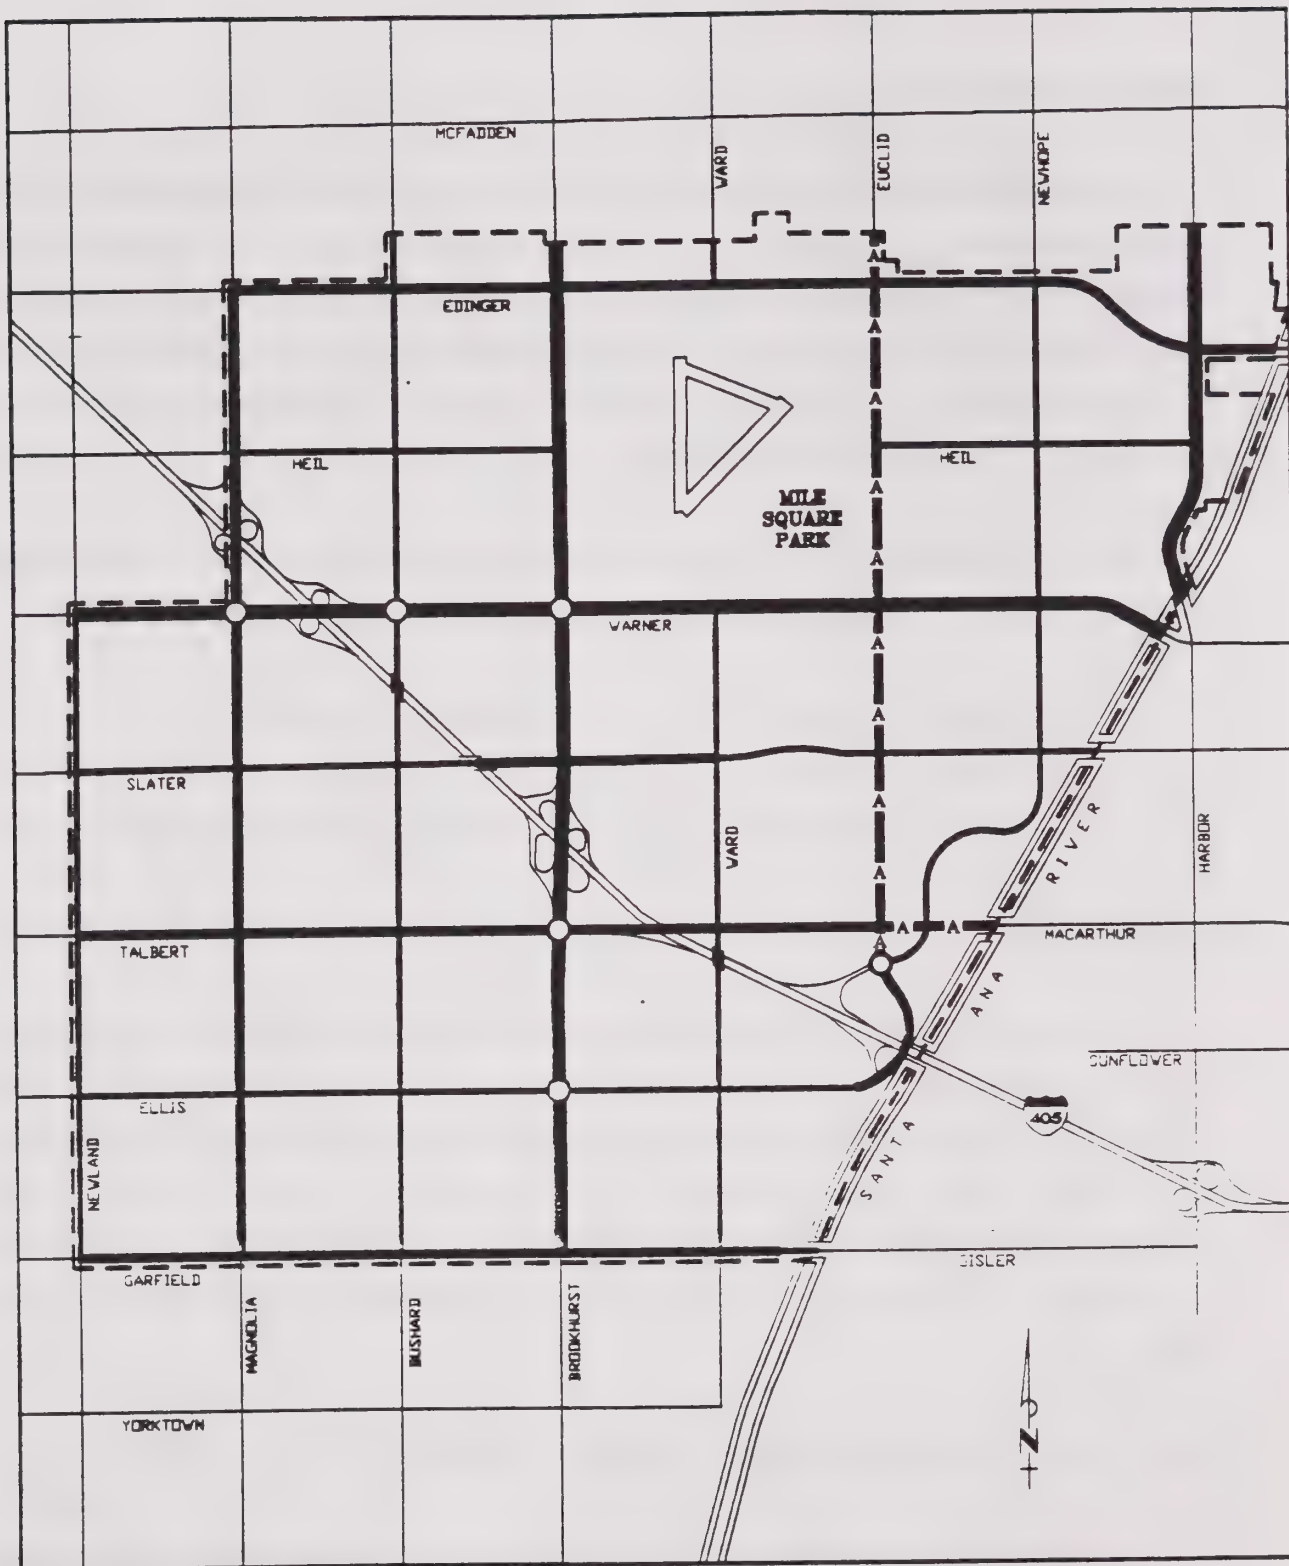 MCFADDEN
WARD
EUCLID
NEWHOPE
A
EDINGER
A
A
HEIL
HEIL
A
A
MILE
SQUARE
PARK
A
WARNER
A
A
SLATER
A
A
WARD
RIVER
HARBOR
A
TALBERT
A
A
A
MACARTHUR
ANA
SUNFLOWER
405
ELLIS
NEWLAND
SANTA
GARFIELD
GISLER
MAGNOLIA
BUSHARD
BROOKHURST
YORKTOWN
N